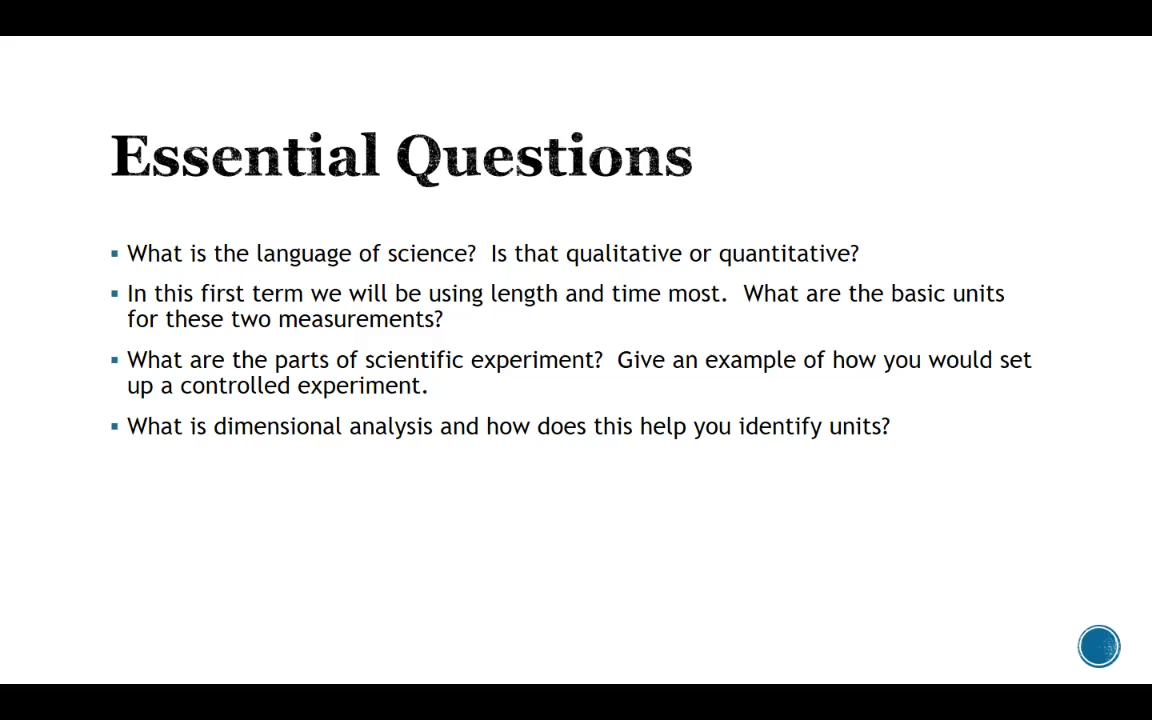 Essential Questions
▪ What is the language of science?  Is that qualitative or quantitative?
▪ In this first term we will be using length and time most.  What are the basic units
for these two measurements?
▪ What are the parts of scientific experiment?  Give an example of how you would set
up a controlled experiment.
▪ What is dimensional analysis and how does this help you identify units?